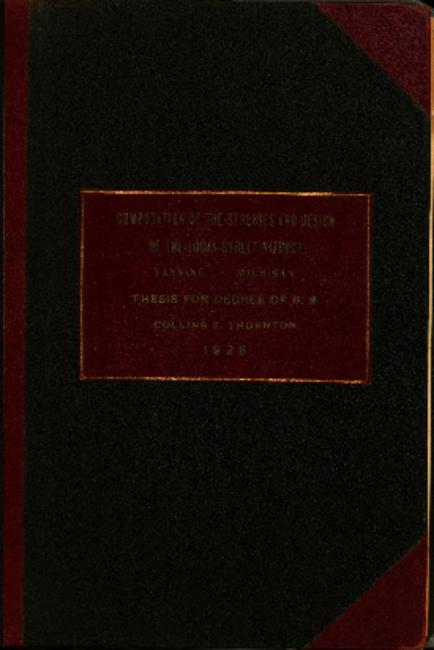 COMPUTATION OF THE STRESSES AND DESIGN
OF THE LOGAN STREET VIADUCT
LANSING MICHIGAN
THESIS FOR DEGREE OF B. S.
COLLINS E. THORNTON
1928